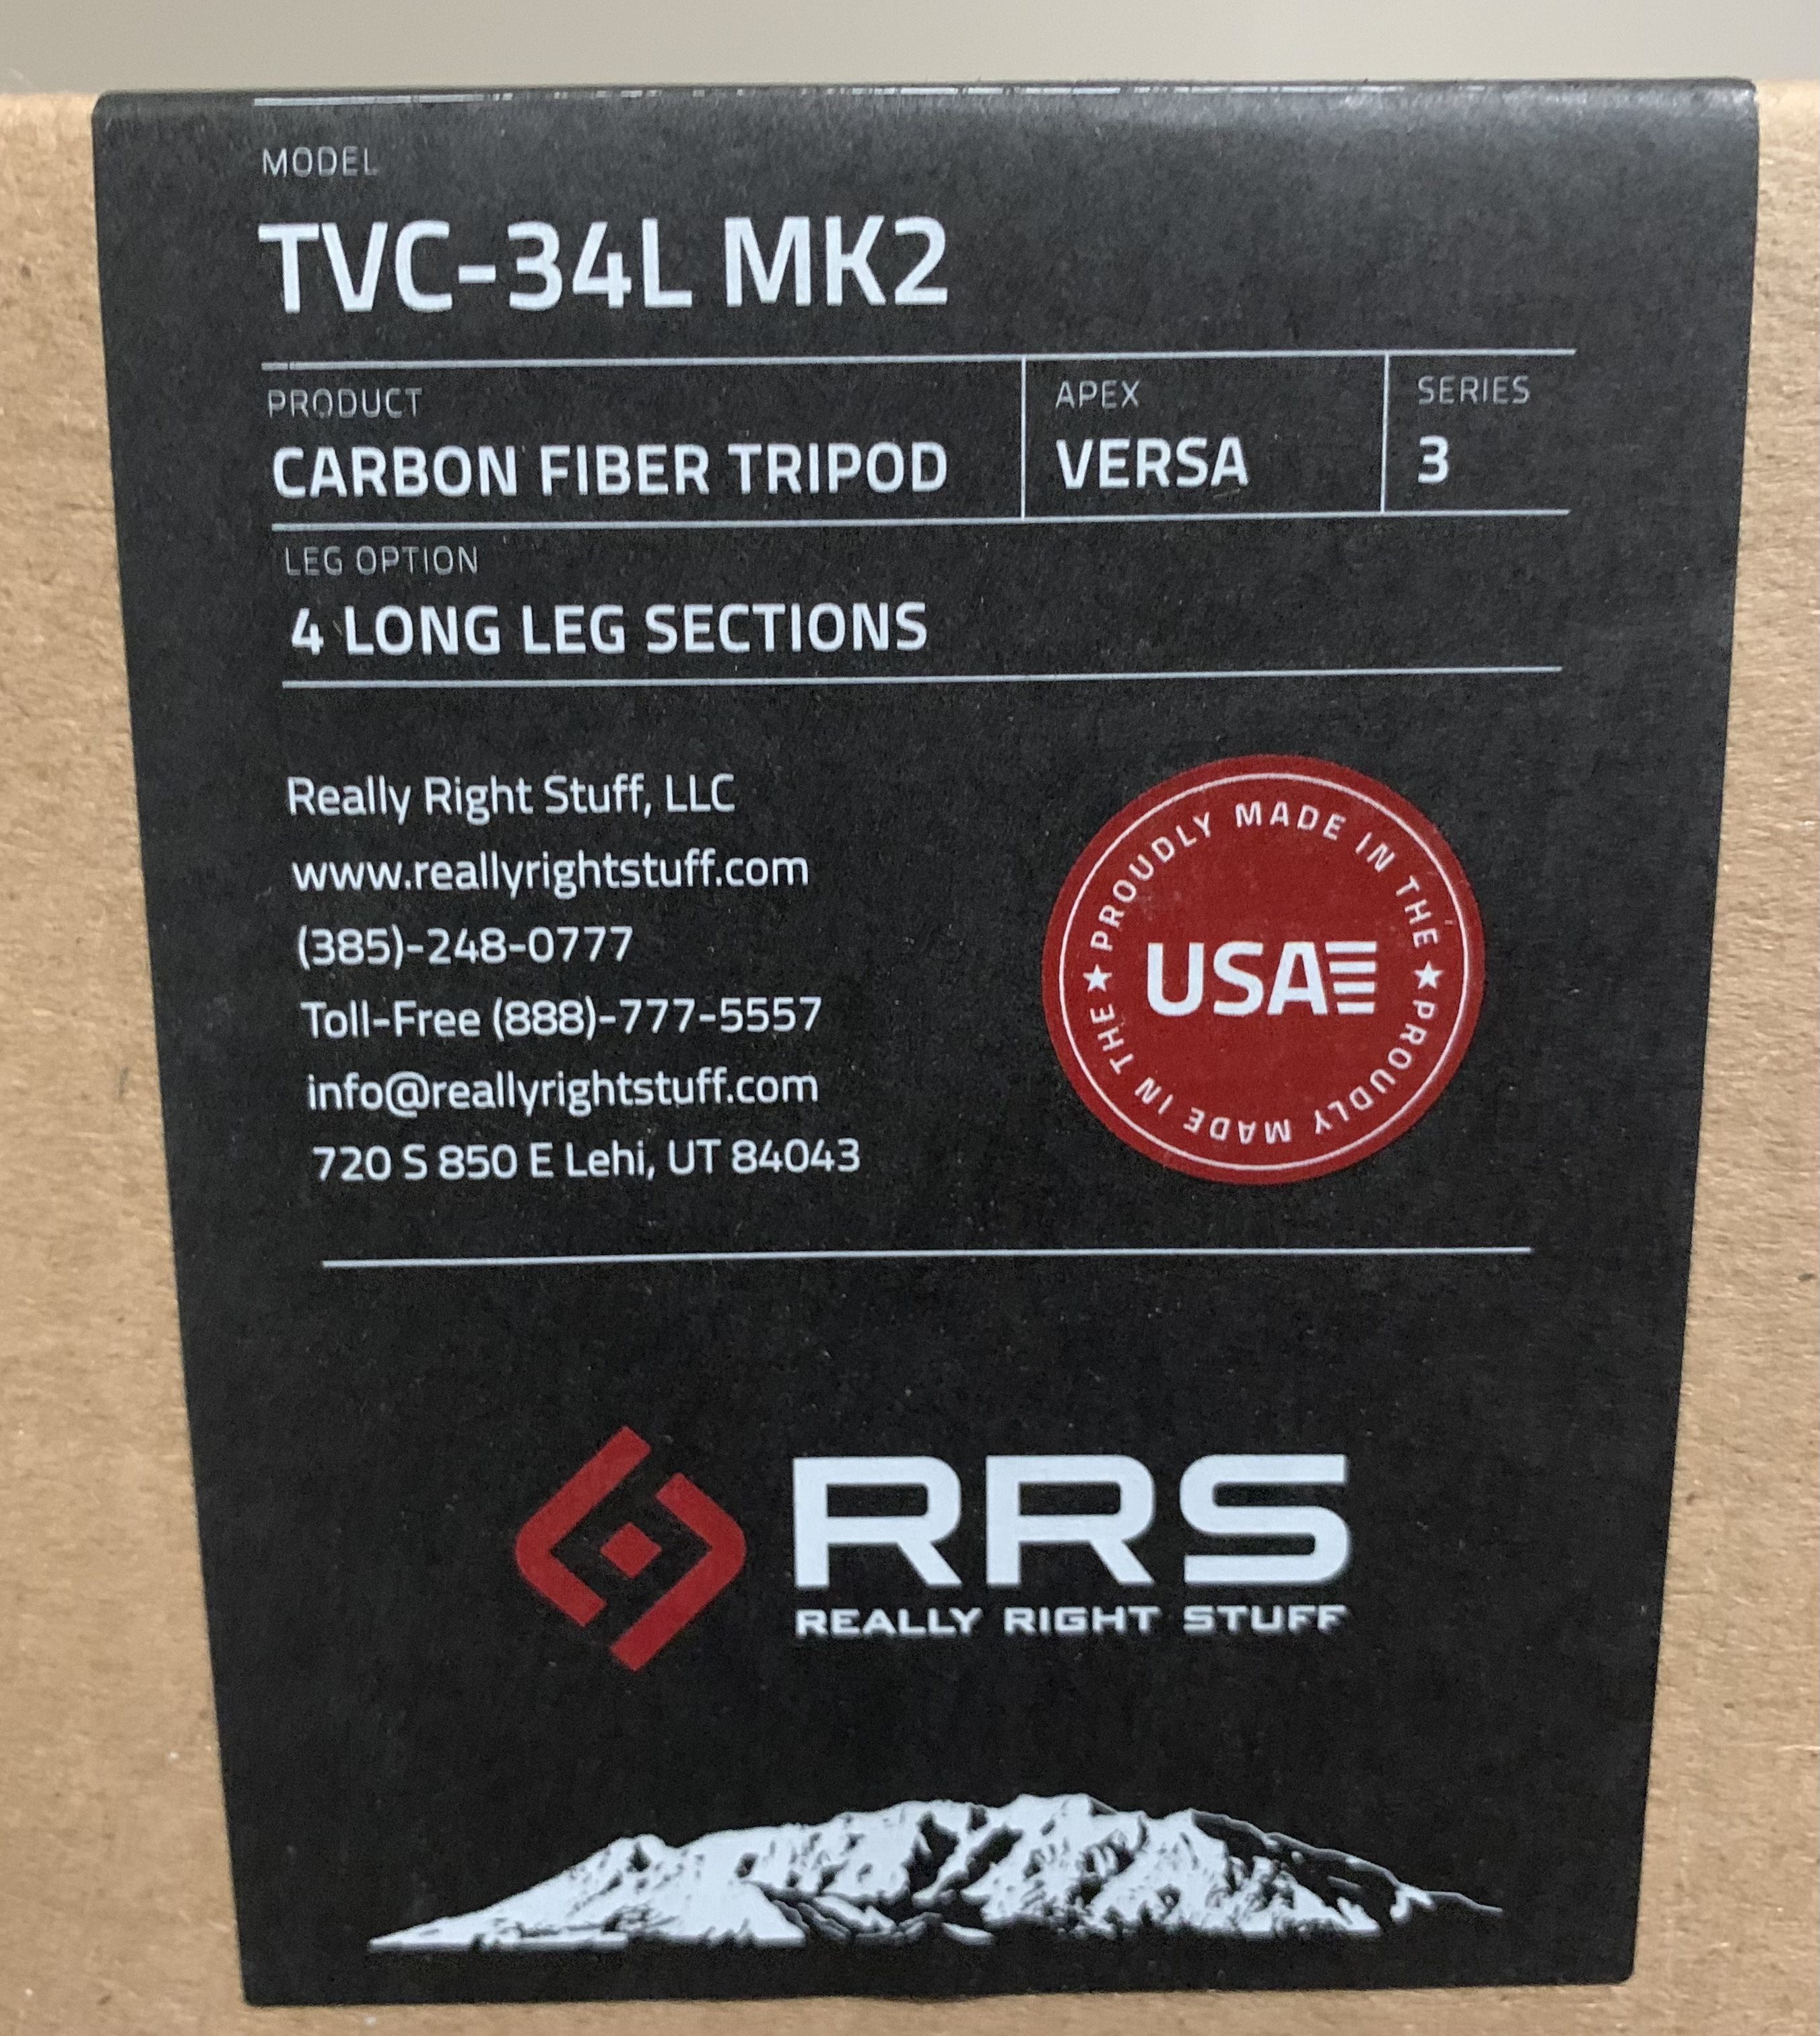 MODEL
TVC-34L MK2
PRODUCT
CARBON FIBER TRIPOD
APEX
VERSA
SERIES
3
LEG OPTION
4 LONG LEG SECTIONS
Really Right Stuff, LLC
www.reallyrightstuff.com
(385)-248-0777
Toll-Free (888)-777-5557
info@reallyrightstuff.com
720 S 850 E Lehi, UT 84043
★ PROUDLY MADE IN THE ★ PROUDLY MADE IN THE
USA
RRS
REALLY RIGHT STUFF